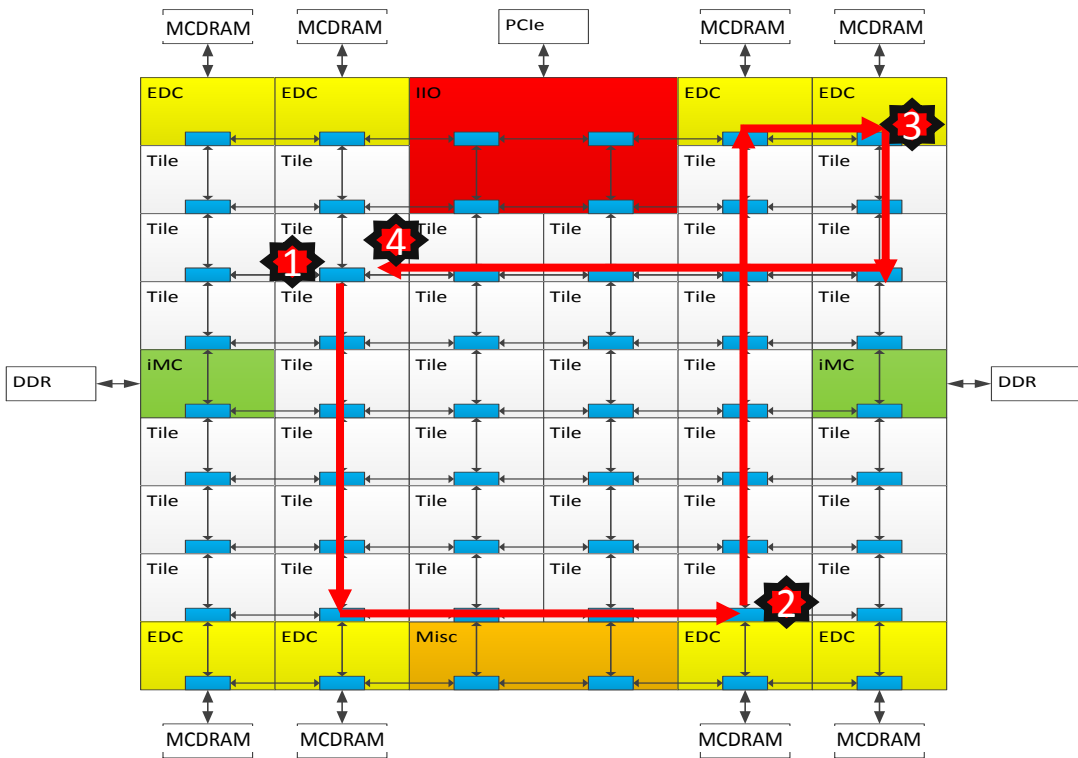 MCDRAM MCDRAM PCIe MCDRAM MCDRAM
EDC EDC IIO EDC EDC
3
Tile Tile Tile Tile
Tile Tile Tile Tile Tile Tile
1 4
Tile Tile Tile Tile Tile Tile
iMC Tile Tile Tile Tile iMC
DDR DDR
Tile Tile Tile Tile Tile Tile
Tile Tile Tile Tile Tile Tile
Tile Tile Tile Tile Tile Tile
2
EDC EDC Misc EDC EDC
MCDRAM MCDRAM MCDRAM MCDRAM